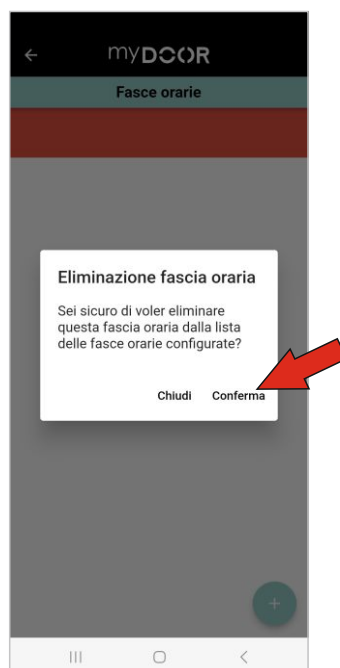 myDOOR
Fasce orarie
Eliminazione fascia oraria
Sei sicuro di voler eliminare
questa fascia oraria dalla lista
delle fasce orarie configurate?
Chiudi Conferma